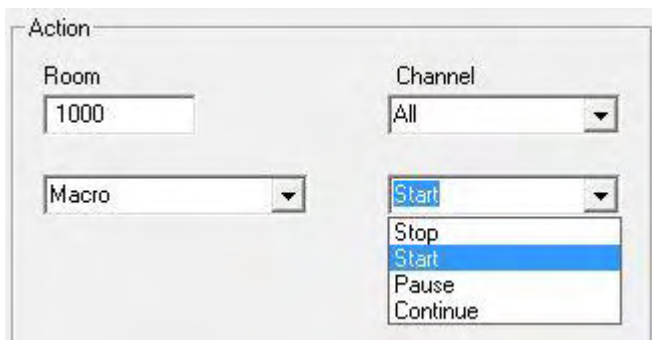 Action
Room Channel
1000 All
Macro Start
Stop
Start
Pause
Continue